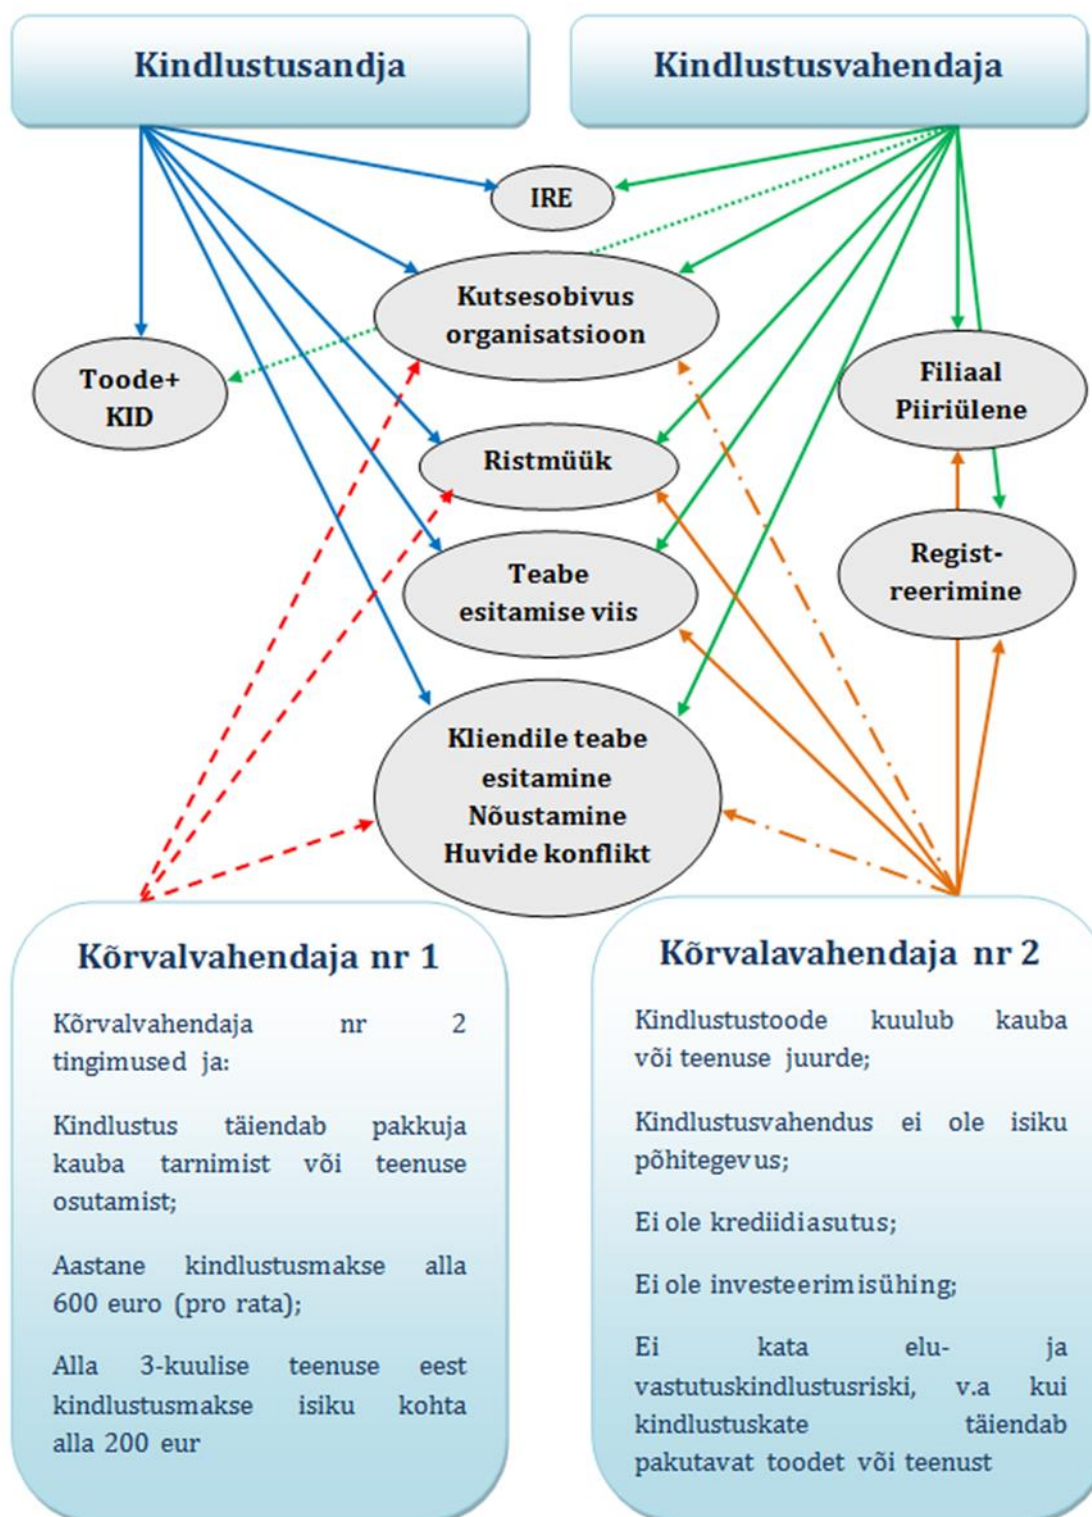 Kindlustusandja
Kindlustusvahendaja
IRE
Kutsesobivus
organisatsioon
Toode+
KID
Filiaal
Piiriülene
Ristmüük
Teabe
esitamise viis
Regist-
reerimine
Kliendile teabe
esitamine
Nõustamine
Huvide konflikt
Kõrvalvahendaja nr 1
Kõrvalvahendaja nr 2
tingimused ja:
Kindlustus täiendab pakkuja
kauba tarnimist või teenuse
osutamist;
Aastane kindlustusmakse alla
600 euro (pro rata);
Alla 3-kuulise teenuse eest
kindlustusmakse isiku kohta
alla 200 eur
Kõrvalavahendaja nr 2
Kindlustustoode kuulub kauba
või teenuse juurde;
Kindlustusvahendus ei ole isiku
põhitegevus;
Ei ole krediidiasutus;
Ei ole investeerimisühing;
Ei kata elu- ja
vastutuskindlustusriski, v.a kui
kindlustuskate täiendab
pakutavat toodet või teenust